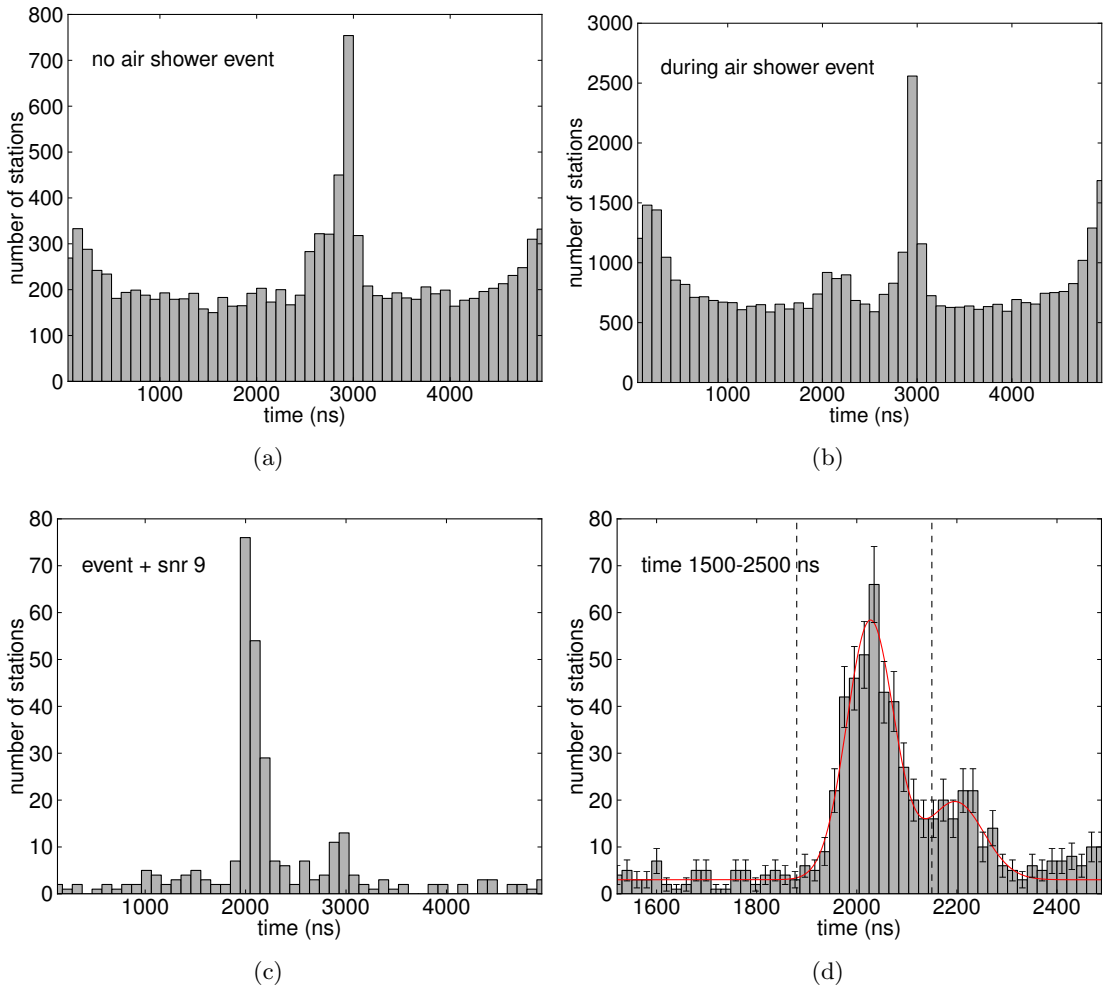 800
700
600
500
400
300
200
100
0
number of stations
no air shower event
1000 2000 3000 4000
time (ns)
(a)
3000
2500
2000
1500
1000
500
0
number of stations
during air shower event
1000 2000 3000 4000
time (ns)
(b)
80
70
60
50
40
30
20
10
0
number of stations
event + snr 9
1000 2000 3000 4000
time (ns)
(c)
80
70
60
50
40
30
20
10
0
number of stations
time 1500-2500 ns
1600 1800 2000 2200 2400
time (ns)
(d)